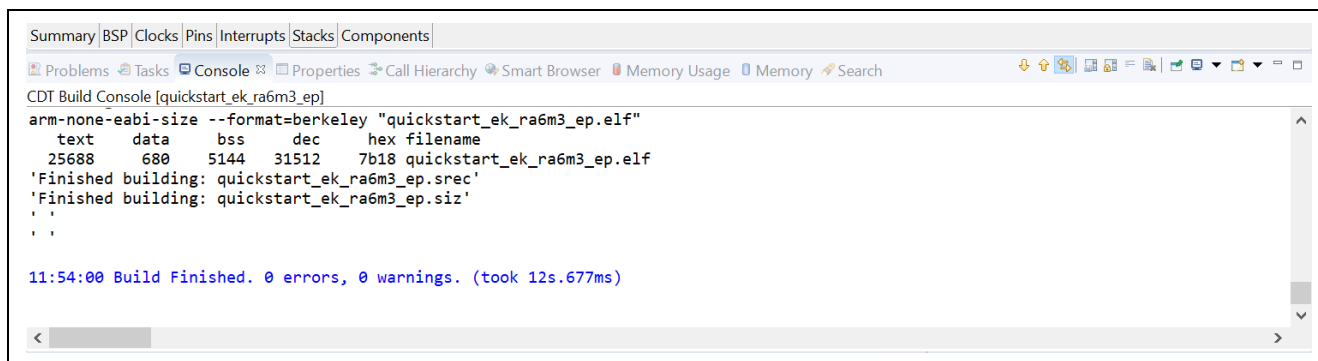 Summary BSP Clocks Pins Interrupts Stacks Components
Problems Tasks Console Properties Call Hierarchy Smart Browser Memory Usage Memory Search
CDT Build Console [quickstart_ek_ra6m3_ep]
arm-none-eabi-size --format=berkeley "quickstart_ek_ra6m3_ep.elf"
   text    data     bss     dec     hex filename
  25688     680    5144   31512    7b18 quickstart_ek_ra6m3_ep.elf
'Finished building: quickstart_ek_ra6m3_ep.srec'
'Finished building: quickstart_ek_ra6m3_ep.siz'
' '
' '
11:54:00 Build Finished. 0 errors, 0 warnings. (took 12s.677ms)